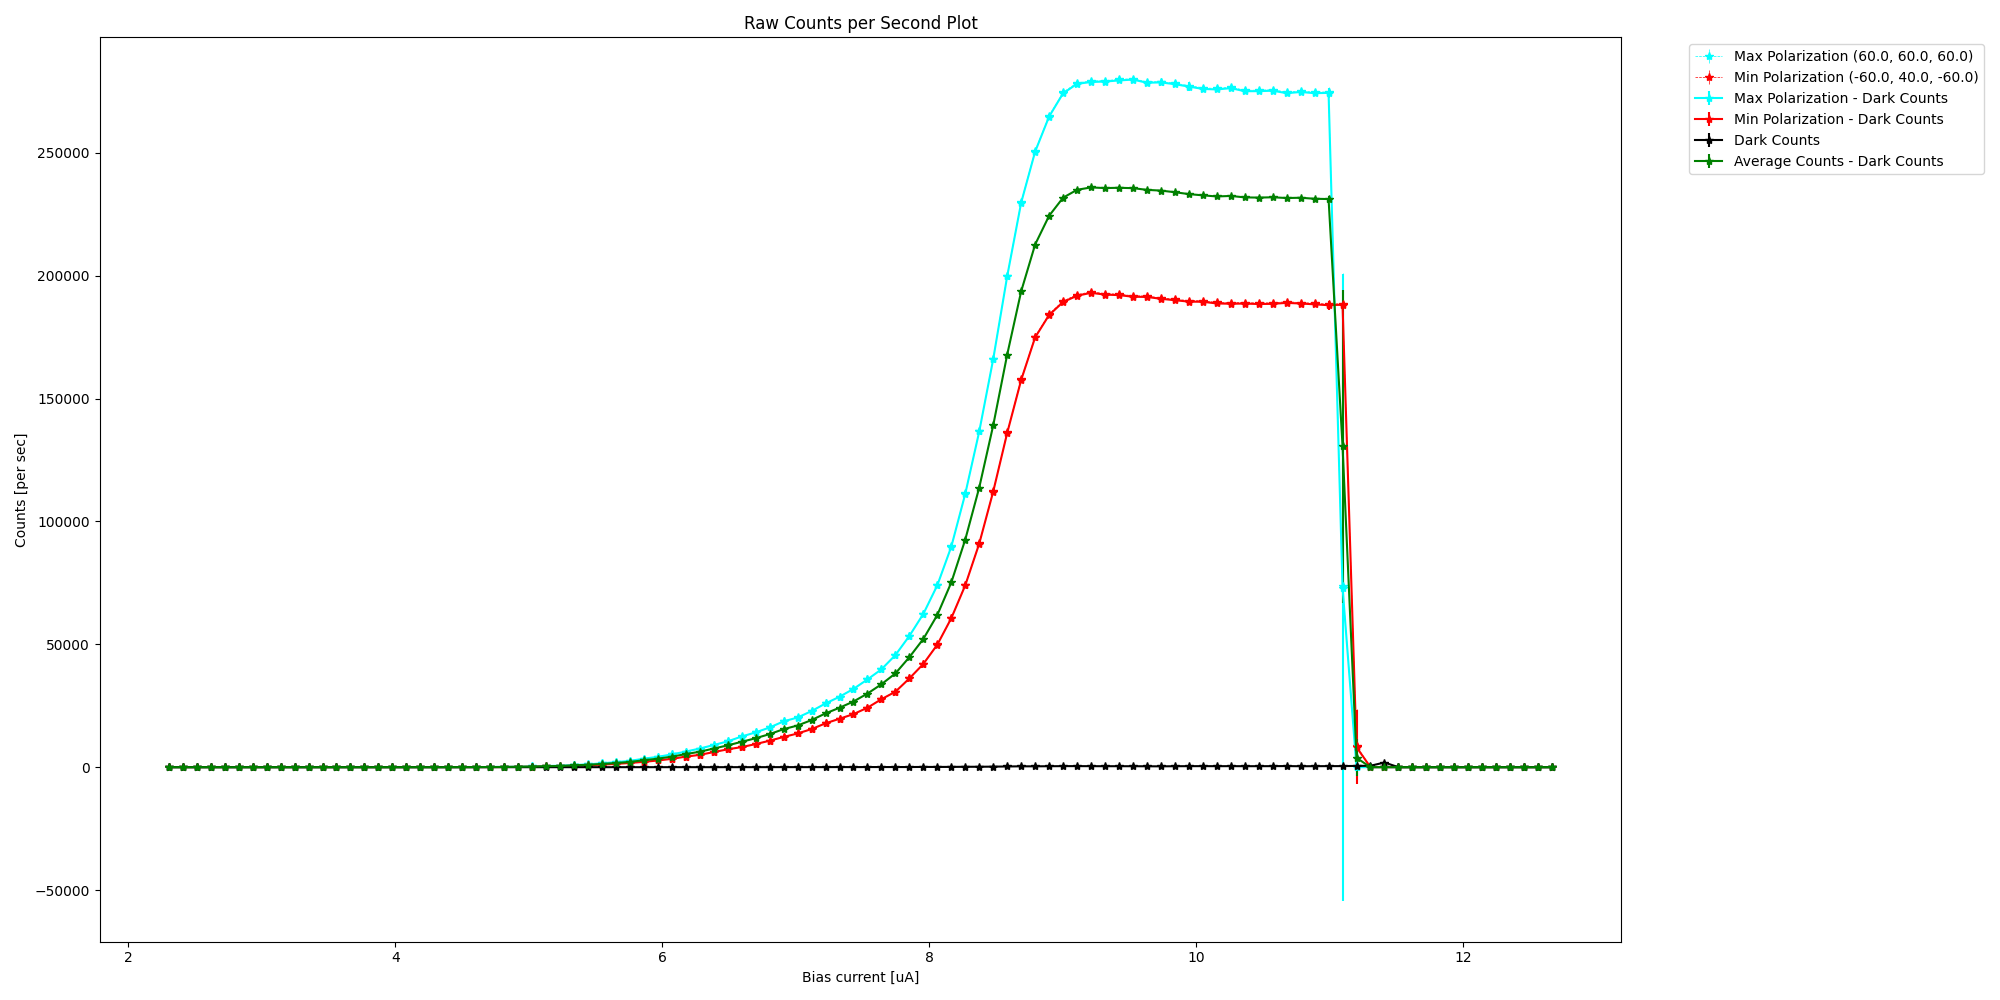 Raw Counts per Second Plot
Max Polarization (60.0, 60.0, 60.0)
Min Polarization (-60.0, 40.0, -60.0)
Max Polarization - Dark Counts
Min Polarization - Dark Counts
Dark Counts
Average Counts - Dark Counts
Counts [per sec]
250000
200000
150000
100000
50000
0
−50000
2
4
6
8
10
12
Bias current [uA]